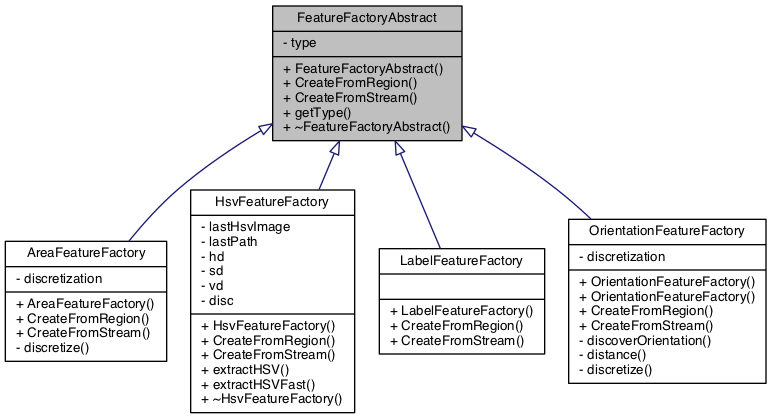 FeatureFactoryAbstract
- type
+ FeatureFactoryAbstract()
+ CreateFromRegion()
+ CreateFromStream()
+ getType()
+ ~FeatureFactoryAbstract()
AreaFeatureFactory
- discretization
+ AreaFeatureFactory()
+ CreateFromRegion()
+ CreateFromStream()
- discretize()
HsvFeatureFactory
- lastHsvImage
- lastPath
- hd
- sd
- vd
- disc
+ HsvFeatureFactory()
+ CreateFromRegion()
+ CreateFromStream()
+ extractHSV()
+ extractHSVFast()
+ ~HsvFeatureFactory()
LabelFeatureFactory
+ LabelFeatureFactory()
+ CreateFromRegion()
+ CreateFromStream()
OrientationFeatureFactory
- discretization
+ OrientationFeatureFactory()
+ OrientationFeatureFactory()
+ CreateFromRegion()
+ CreateFromStream()
- discoverOrientation()
- distance()
- discretize()